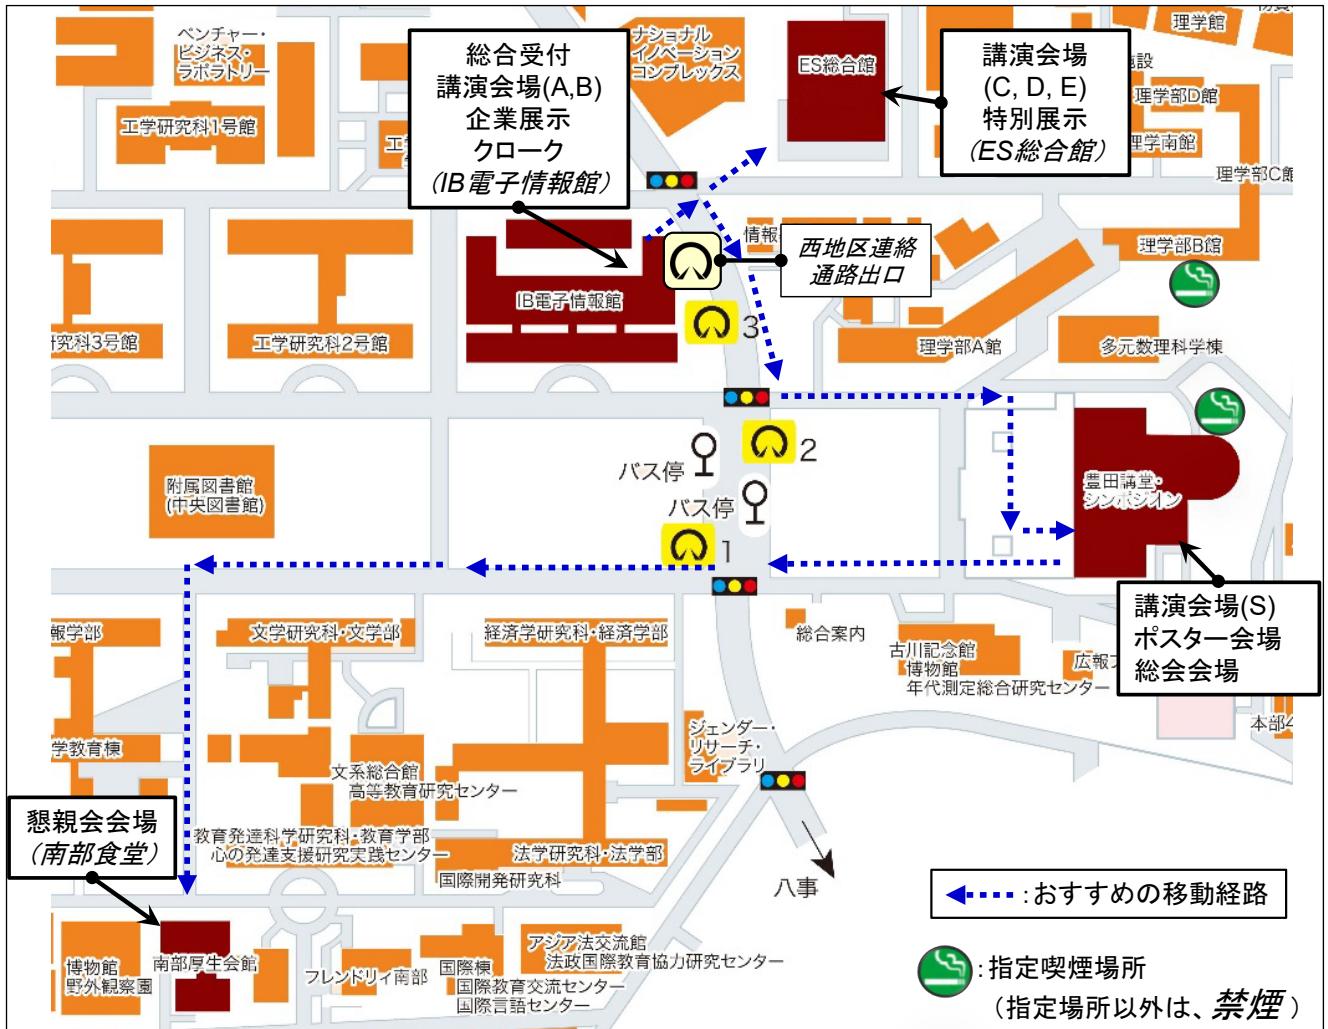 ベンチャー・
ビジネス・
ラボラトリー
工学研究科1号館
総合受付
講演会場(A,B)
企業展示
クローク
(IB電子情報館)
ナショナル
イノベーション
コンプレックス
ES総合館
講演会場
(C, D, E)
特別展示
(ES総合館)
理学館
施設
理学部D館
理学南館
理学部C館
理学部B館
情報
西地区連絡
通路出口
IB電子情報館
3
研究科3号館
工学研究科2号館
理学部A館
多元数理科学棟
2
バス停
バス停
1
附属図書館
(中央図書館)
豊田講堂・
シンポジオン
講演会場(S)
ポスター会場
総会会場
報学部
文学研究科・文学部
経済学研究科・経済学部
総合案内
古川記念館
博物館
年代測定総合研究センター
広報
本部4
学教育棟
文系総合館
高等教育研究センター
ジェンダー・
リサーチ・
ライブラリ
懇親会会場
(南部食堂)
教育発達科学研究科・教育学部
心の発達支援研究実践センター
法学研究科・法学部
国際開発研究科
八事
:おすすめの移動経路
博物館
野外観察園
南部厚生会館
フレンドリィ南部
国際棟
国際教育交流センター
国際言語センター
アジア法交流館
法政国際教育協力研究センター
:指定喫煙場所
(指定場所以外は、禁煙)